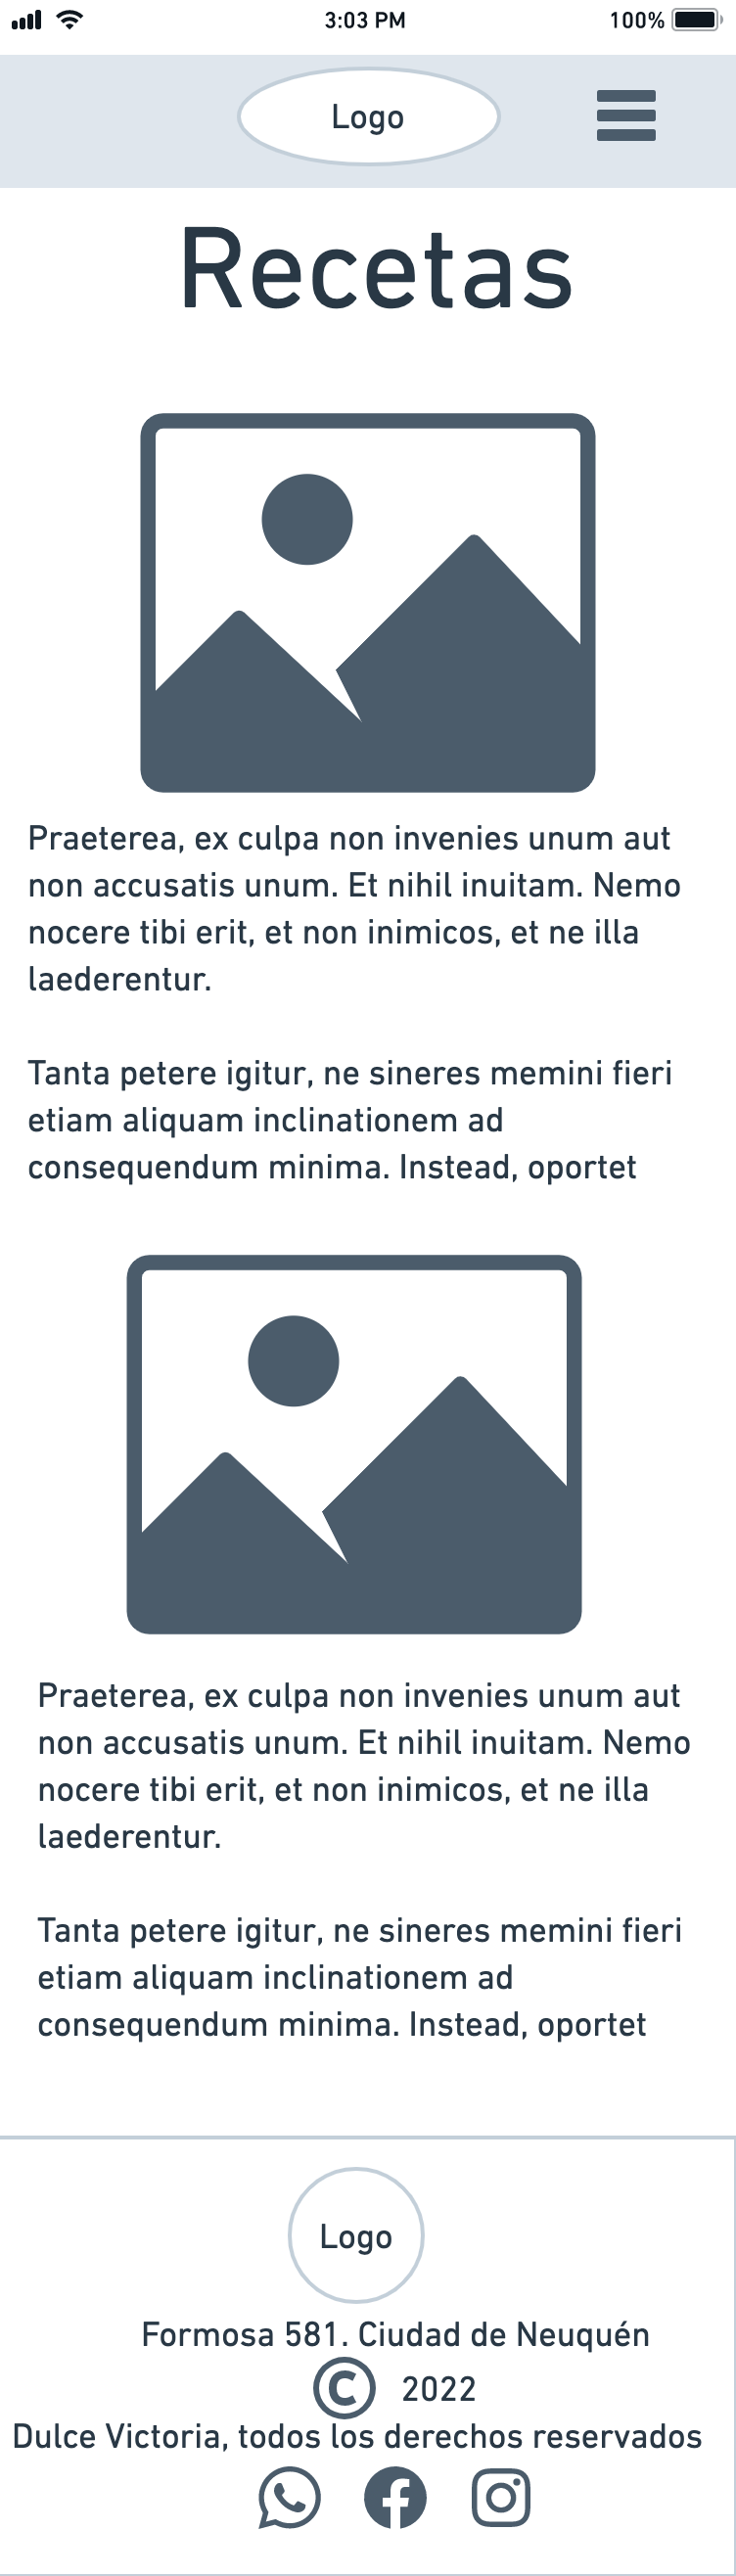 3:03 PM 100%
Logo
Recetas
Praeterea, ex culpa non invenies unum aut
non accusatis unum. Et nihil inuitam. Nemo
nocere tibi erit, et non inimicos, et ne illa
laederentur.
Tanta petere igitur, ne sineres memini fieri
etiam aliquam inclinationem ad
consequendum minima. Instead, oportet
Praeterea, ex culpa non invenies unum aut
non accusatis unum. Et nihil inuitam. Nemo
nocere tibi erit, et non inimicos, et ne illa
laederentur.
Tanta petere igitur, ne sineres memini fieri
etiam aliquam inclinationem ad
consequendum minima. Instead, oportet
Logo
Formosa 581. Ciudad de Neuquén
© 2022
Dulce Victoria, todos los derechos reservados